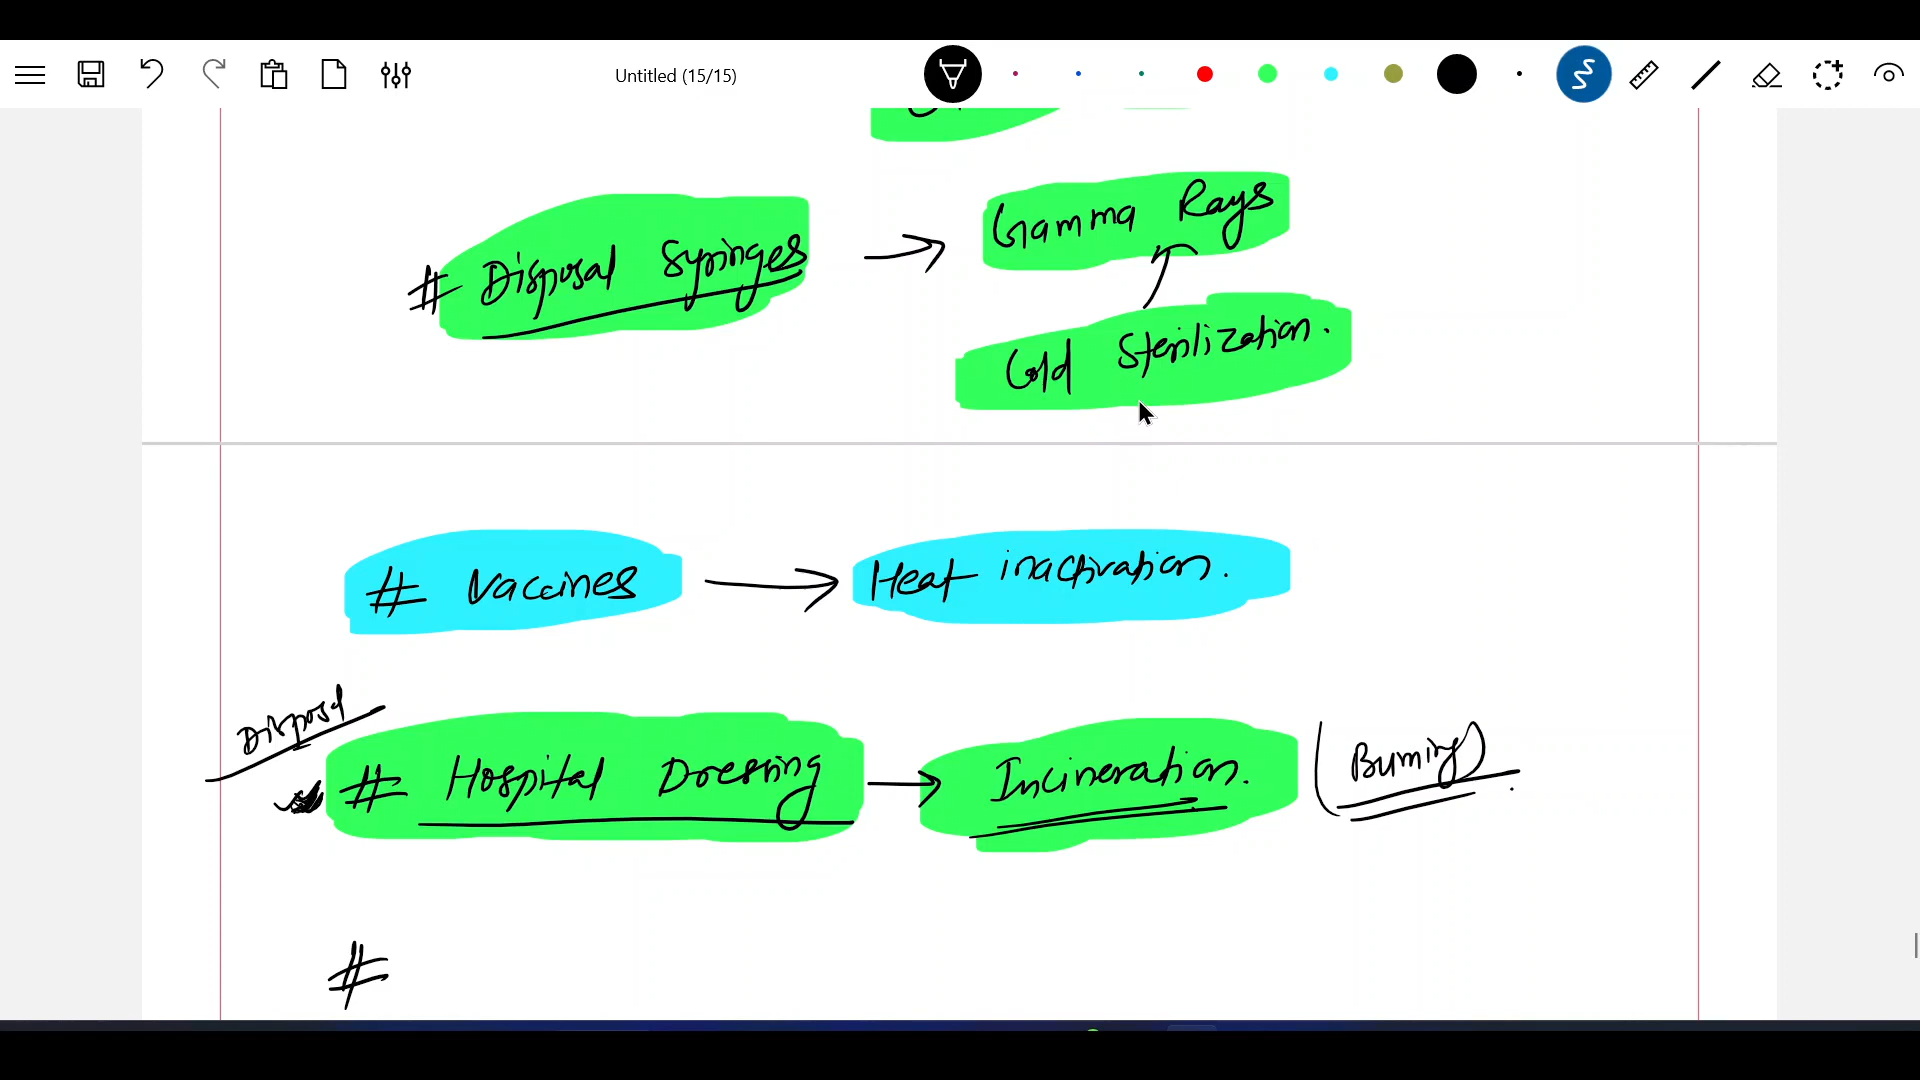 Untitled (15/15)
# Disposal Syringes → Gamma Rays
Cold Sterilization.
# Vaccines → Heat inactivation.
Disposal
# Hospital Dressing → Incineration. (Burning)
#